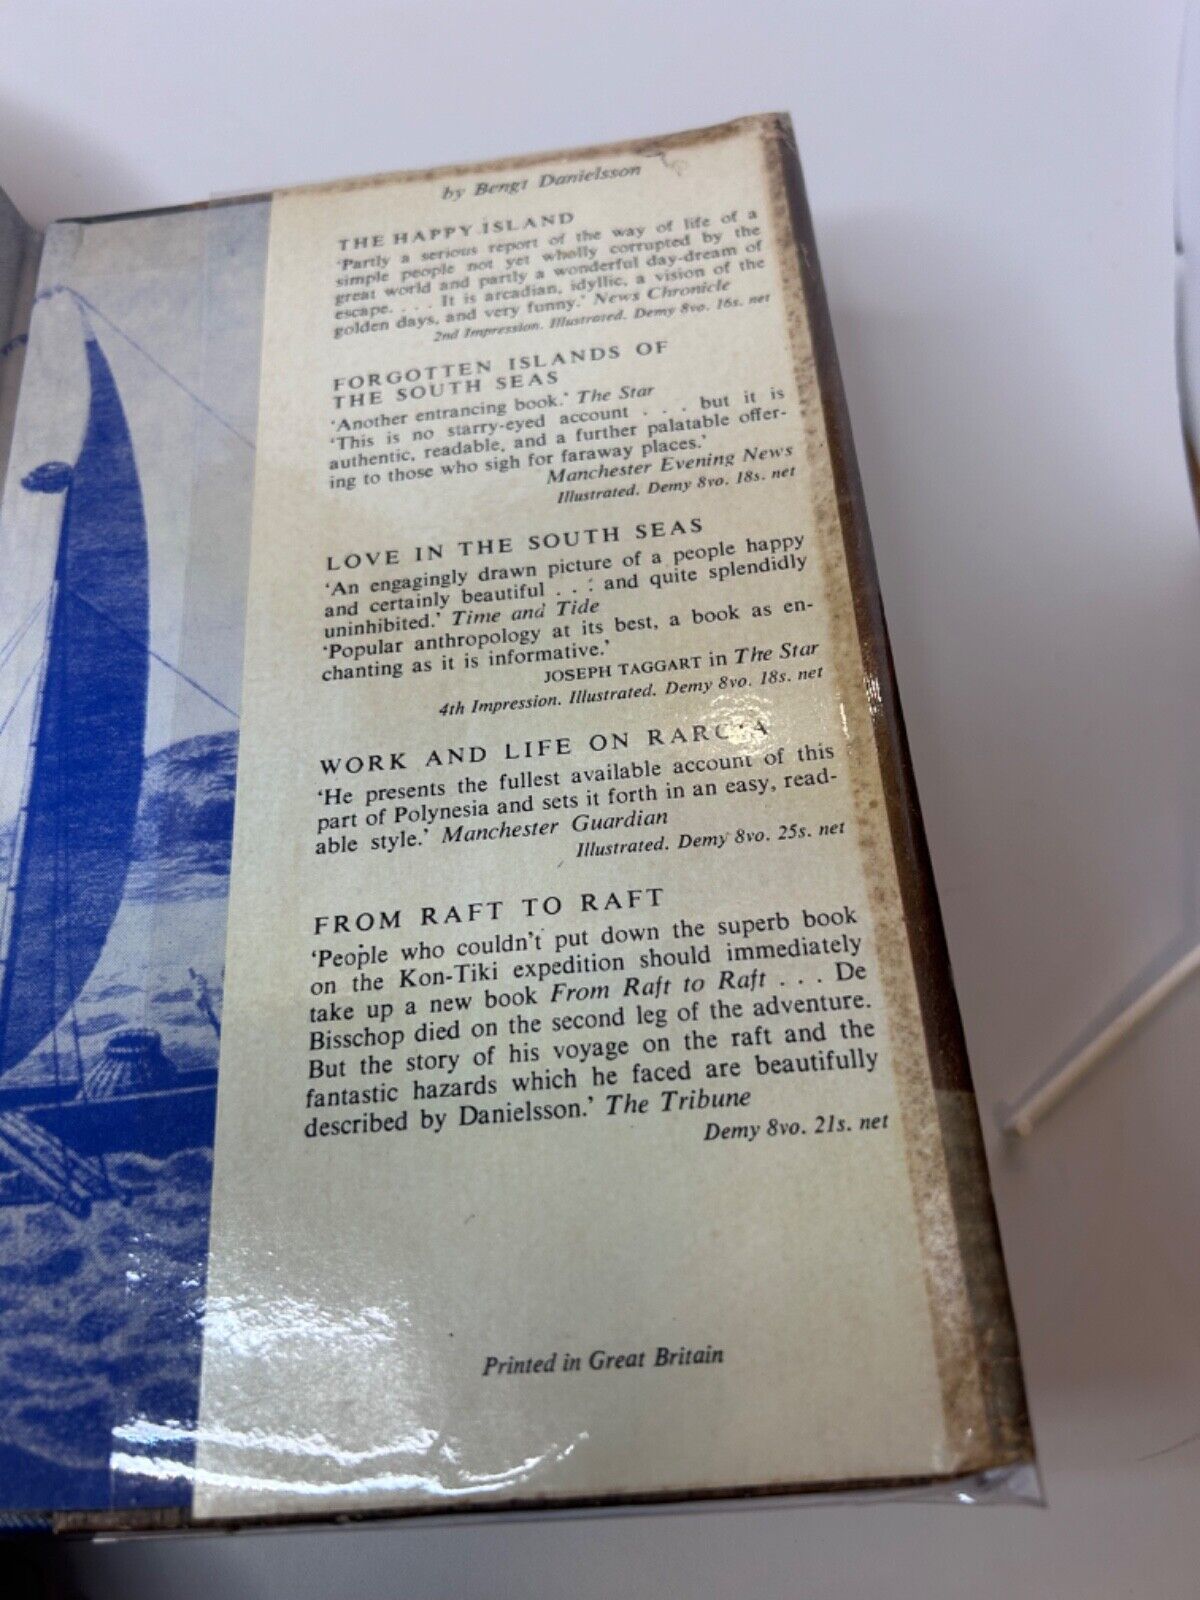 by Bengt Danielsson
THE HAPPY ISLAND
'Partly a serious report of the way of life of a
simple people not yet wholly corrupted by the
great world and partly a wonderful day-dream of
escape. . . . It is arcadian, idyllic, a vision of the
golden days, and very funny.' News Chronicle
2nd Impression. Illustrated. Demy 8vo. 16s. net
FORGOTTEN ISLANDS OF
THE SOUTH SEAS
'Another entrancing book.' The Star
'This is no starry-eyed account . . . but it is
authentic, readable, and a further palatable offer-
ing to those who sigh for faraway places.'
Manchester Evening News
Illustrated. Demy 8vo. 18s. net
LOVE IN THE SOUTH SEAS
'An engagingly drawn picture of a people happy
and certainly beautiful . . . and quite splendidly
uninhibited.' Time and Tide
'Popular anthropology at its best, a book as en-
chanting as it is informative.'
JOSEPH TAGGART in The Star
4th Impression. Illustrated. Demy 8vo. 18s. net
WORK AND LIFE ON
'He presents the fullest available account of this
part of Polynesia and sets it forth in an easy, read-
able style.' Manchester Guardian
Illustrated. Demy 8vo. 25s. net
FROM RAFT TO RAFT
'People who couldn't put down the superb book
on the Kon-Tiki expedition should immediately
take up a new book From Raft to Raft . . . De
Bisschop died on the second leg of the adventure.
But the story of his voyage on the raft and the
fantastic hazards which he faced are beautifully
described by Danielsson.' The Tribune
Demy 8vo. 21s. net
Printed in Great Britain